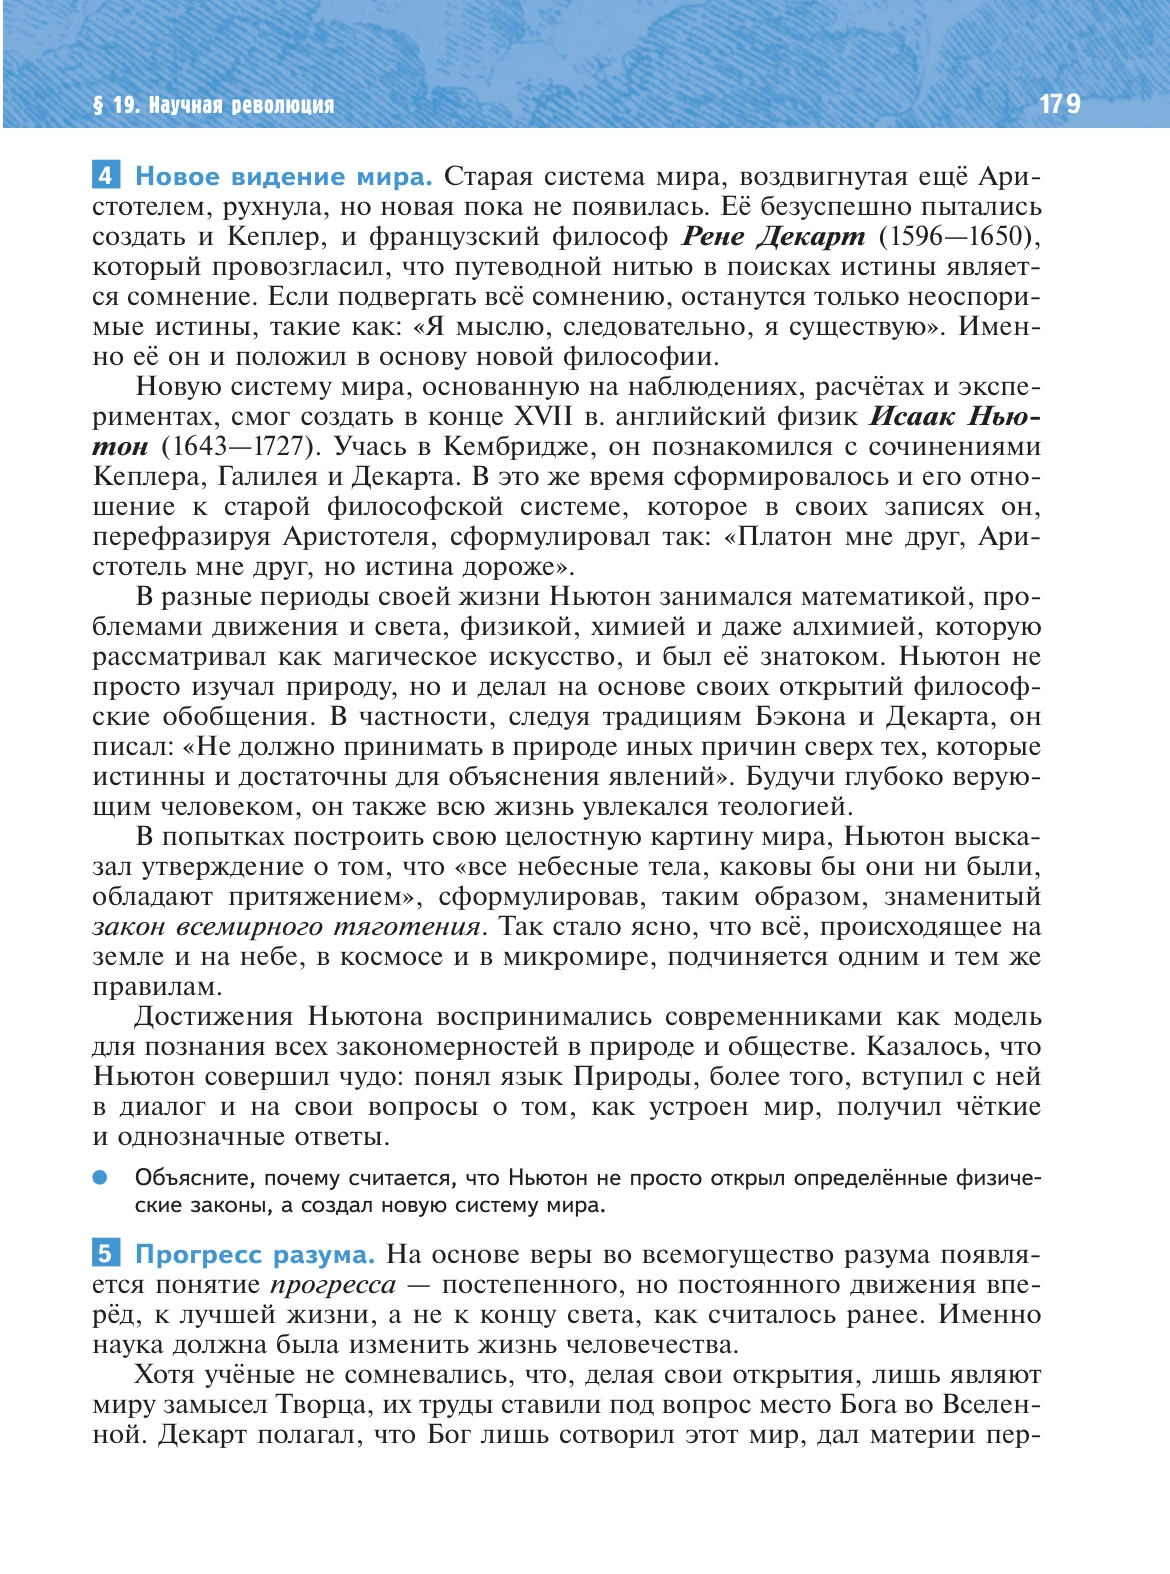 § 19. Научная революция 179
4 Новое видение мира. Старая система мира, воздвигнутая ещё Ари-
стотелем, рухнула, но новая пока не появилась. Её безуспешно пытались
создать и Кеплер, и французский философ Рене Декарт (1596—1650),
который провозгласил, что путеводной нитью в поисках истины являет-
ся сомнение. Если подвергать всё сомнению, останутся только неоспори-
мые истины, такие как: «Я мыслю, следовательно, я существую». Имен-
но её он и положил в основу новой философии.
Новую систему мира, основанную на наблюдениях, расчётах и экспе-
риментах, смог создать в конце XVII в. английский физик Исаак Нью-
тон (1643—1727). Учась в Кембридже, он познакомился с сочинениями
Кеплера, Галилея и Декарта. В это же время сформировалось и его отно-
шение к старой философской системе, которое в своих записях он,
перефразируя Аристотеля, сформулировал так: «Платон мне друг, Ари-
стотель мне друг, но истина дороже».
В разные периоды своей жизни Ньютон занимался математикой, про-
блемами движения и света, физикой, химией и даже алхимией, которую
рассматривал как магическое искусство, и был её знатоком. Ньютон не
просто изучал природу, но и делал на основе своих открытий философ-
ские обобщения. В частности, следуя традициям Бэкона и Декарта, он
писал: «Не должно принимать в природе иных причин сверх тех, которые
истинны и достаточны для объяснения явлений». Будучи глубоко верую-
щим человеком, он также всю жизнь увлекался теологией.
В попытках построить свою целостную картину мира, Ньютон выска-
зал утверждение о том, что «все небесные тела, каковы бы они ни были,
обладают притяжением», сформулировав, таким образом, знаменитый
закон всемирного тяготения. Так стало ясно, что всё, происходящее на
земле и на небе, в космосе и в микромире, подчиняется одним и тем же
правилам.
Достижения Ньютона воспринимались современниками как модель
для познания всех закономерностей в природе и обществе. Казалось, что
Ньютон совершил чудо: понял язык Природы, более того, вступил с ней
в диалог и на свои вопросы о том, как устроен мир, получил чёткие
и однозначные ответы.
● Объясните, почему считается, что Ньютон не просто открыл определённые физиче-
ские законы, а создал новую систему мира.
5 Прогресс разума. На основе веры во всемогущество разума появля-
ется понятие прогресса — постепенного, но постоянного движения впе-
рёд, к лучшей жизни, а не к концу света, как считалось ранее. Именно
наука должна была изменить жизнь человечества.
Хотя учёные не сомневались, что, делая свои открытия, лишь являют
миру замысел Творца, их труды ставили под вопрос место Бога во Вселен-
ной. Декарт полагал, что Бог лишь сотворил этот мир, дал материи пер-